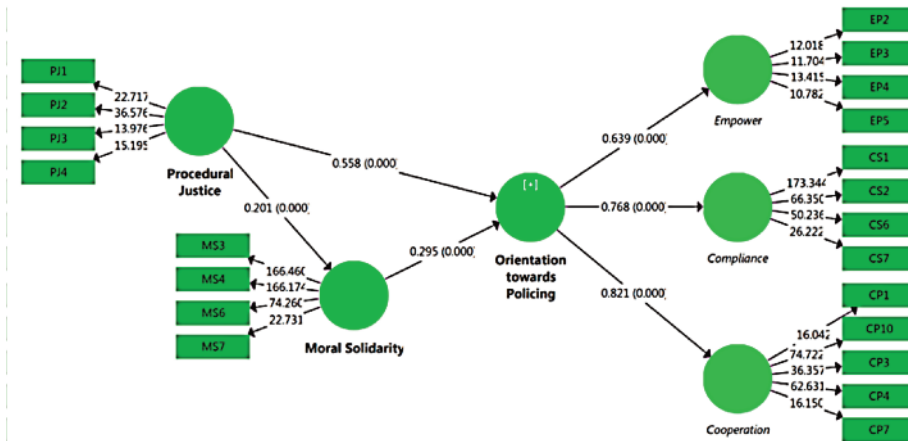 PJ1
PJ2
PJ3
PJ4
22.717
36.576
13.976
15.195
Procedural
Justice
0.558 (0.000)
0.201 (0.000)
MS3
MS4
MS6
MS7
166.460
166.174
74.260
22.731
Moral Solidarity
0.295 (0.000)
[+]
Orientation
towards
Policing
0.639 (0.000)
0.768 (0.000)
0.821 (0.000)
Empower
12.018
11.704
13.415
10.782
EP2
EP3
EP4
EP5
Compliance
173.344
66.350
50.236
26.222
CS1
CS2
CS6
CS7
Cooperation
16.042
74.722
36.357
62.631
16.150
CP1
CP10
CP3
CP4
CP7